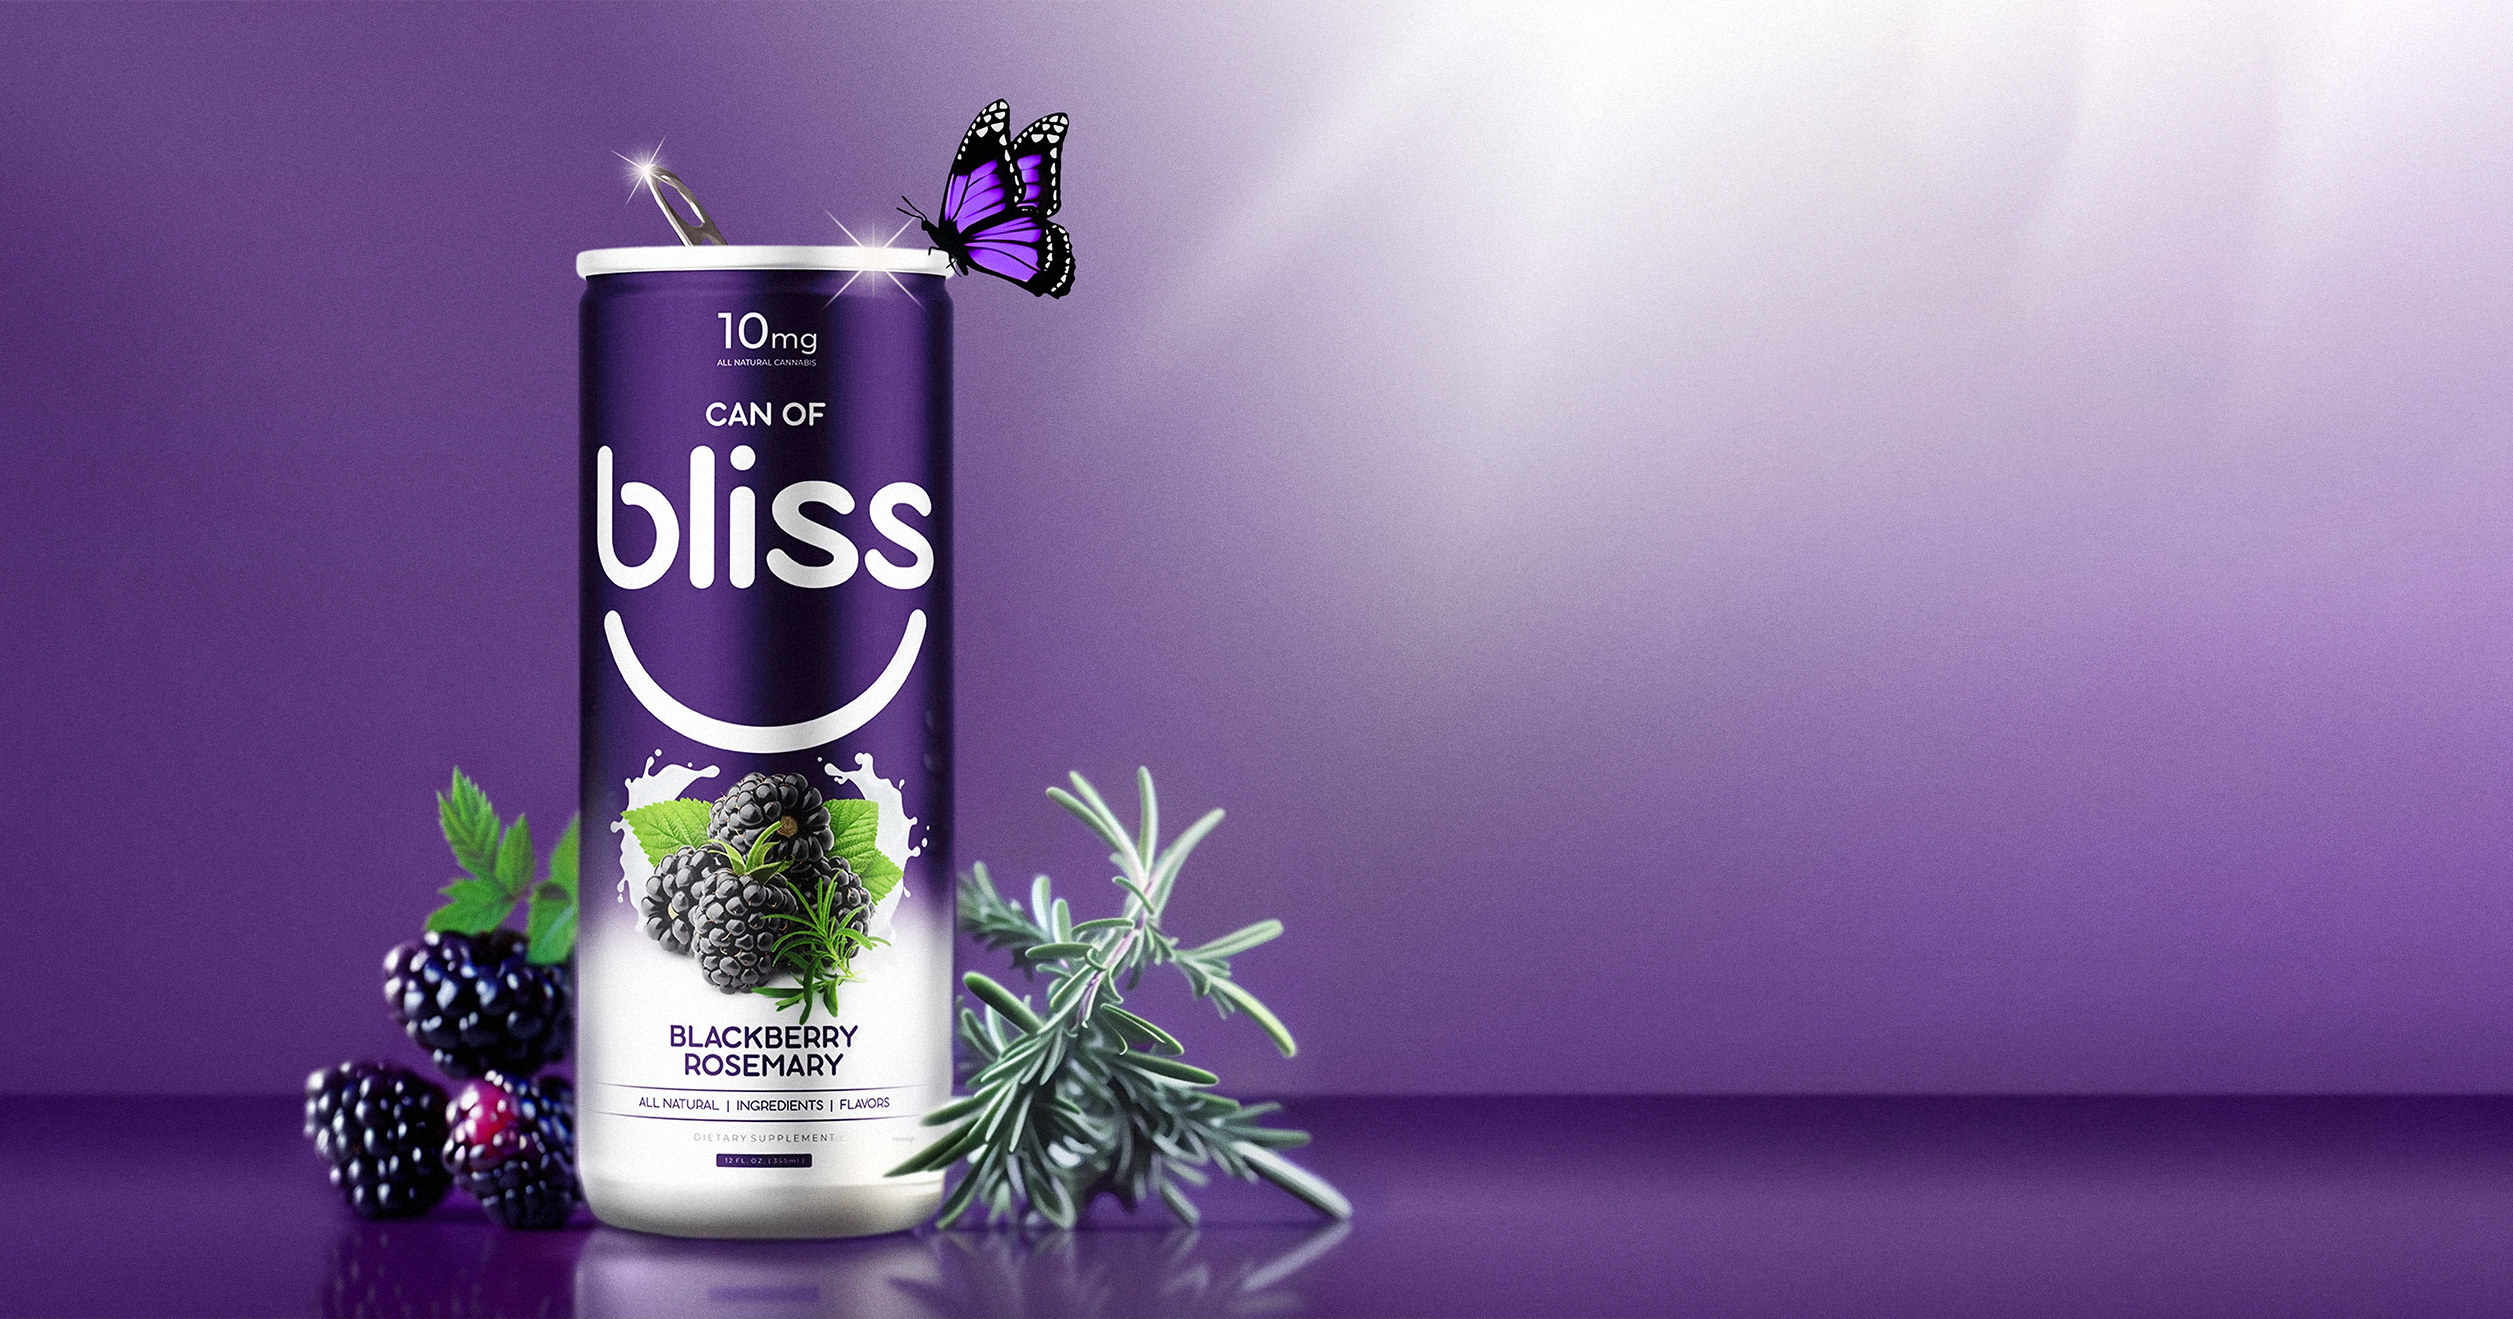 10mg
ALL NATURAL CANNABIS
CAN OF
bliss
BLACKBERRY
ROSEMARY
ALL NATURAL | INGREDIENTS | FLAVORS
DIETARY SUPPLEMENT
12 FL. OZ. (355ml)